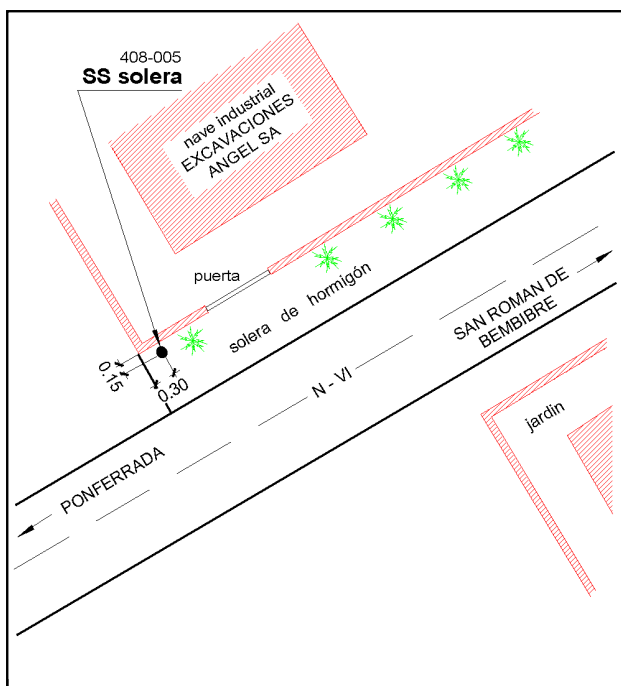 408-005
SS solera
nave industrial
EXCAVACIONES
ANGEL SA
puerta
solera de hormigón
SAN ROMAN DE
BEMBIBRE
0.15
0.30
N - VI
jardin
PONFERRADA